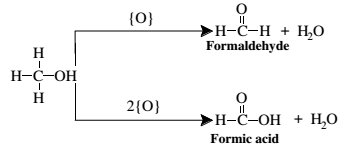 {O}
O
H–C–H + H₂O
Formaldehyde
H
H–C–OH
H
2{O}
O
H–C–OH + H₂O
Formic acid